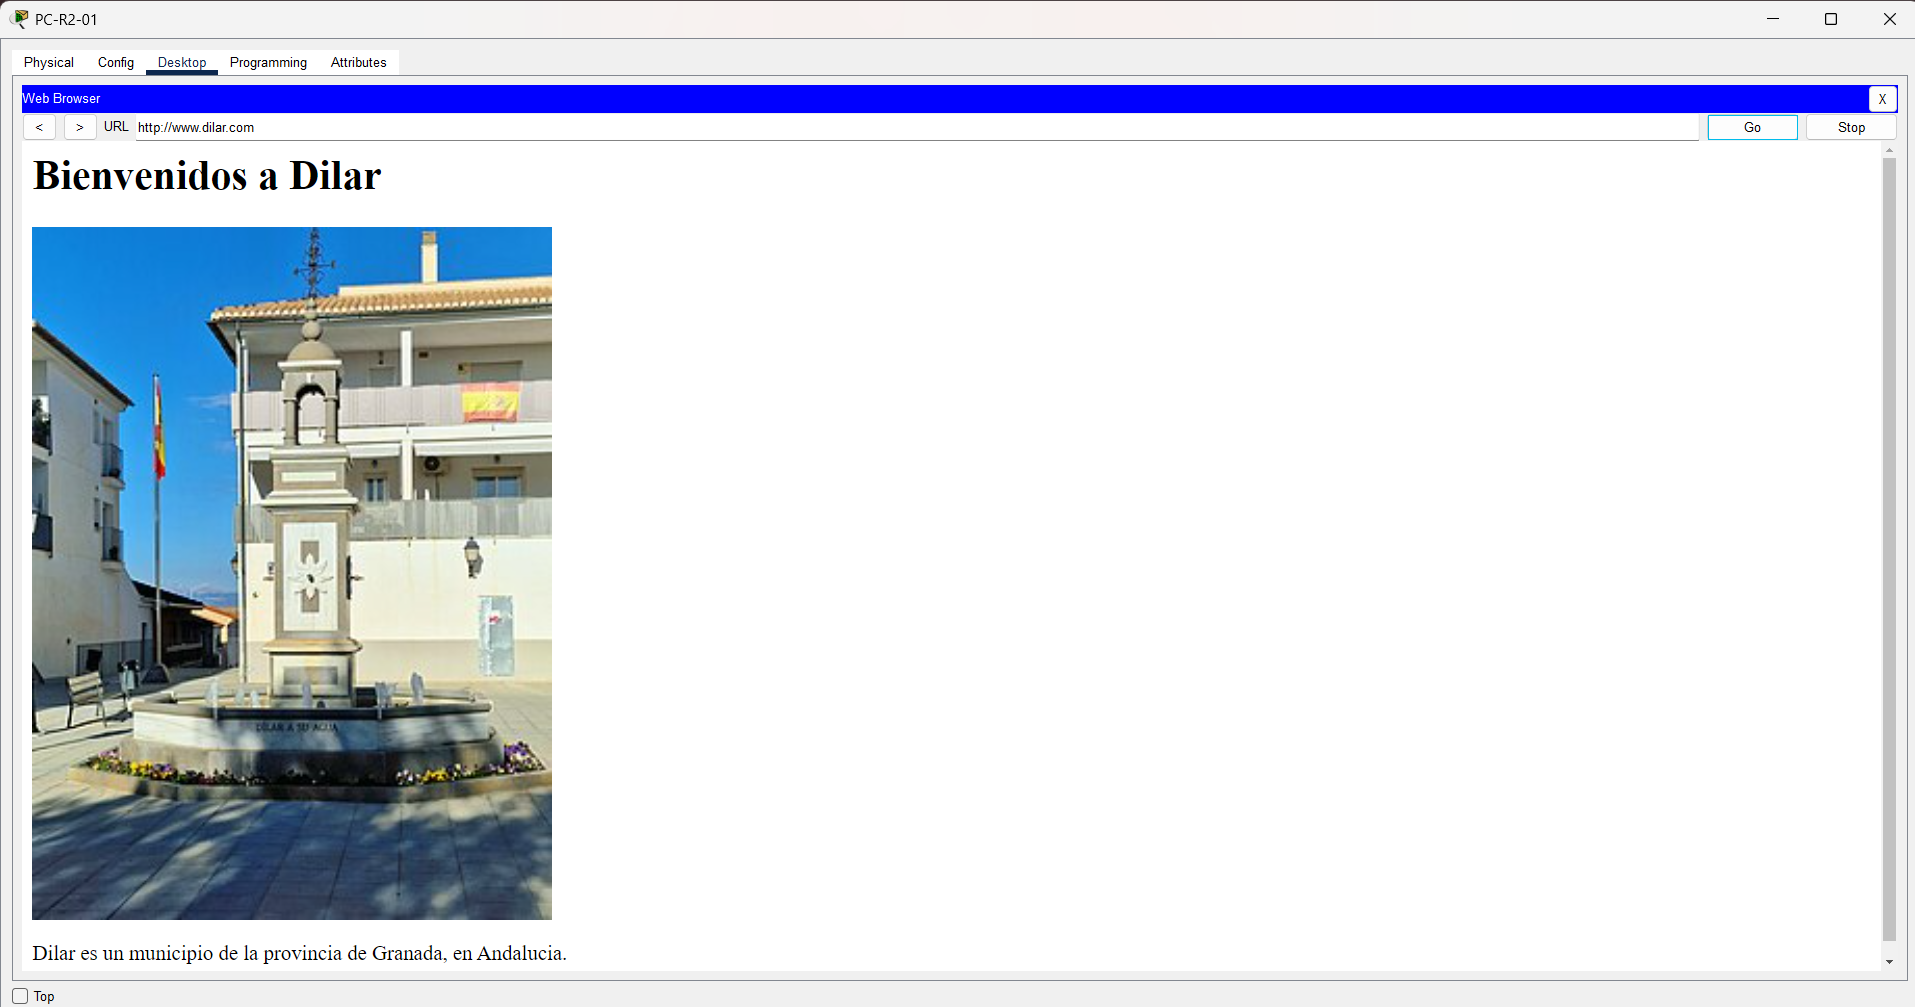 PC-R2-01
Physical Config Desktop Programming Attributes
Web Browser X
< > URL http://www.dilar.com Go Stop
Bienvenidos a Dilar
DILAR A SU AGUA
Dilar es un municipio de la provincia de Granada, en Andalucia.
Top